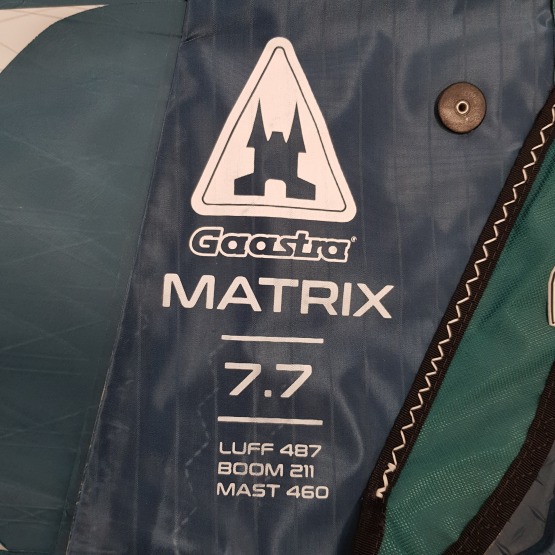 Gaastra
MATRIX
7.7
LUFF 487
BOOM 211
MAST 460